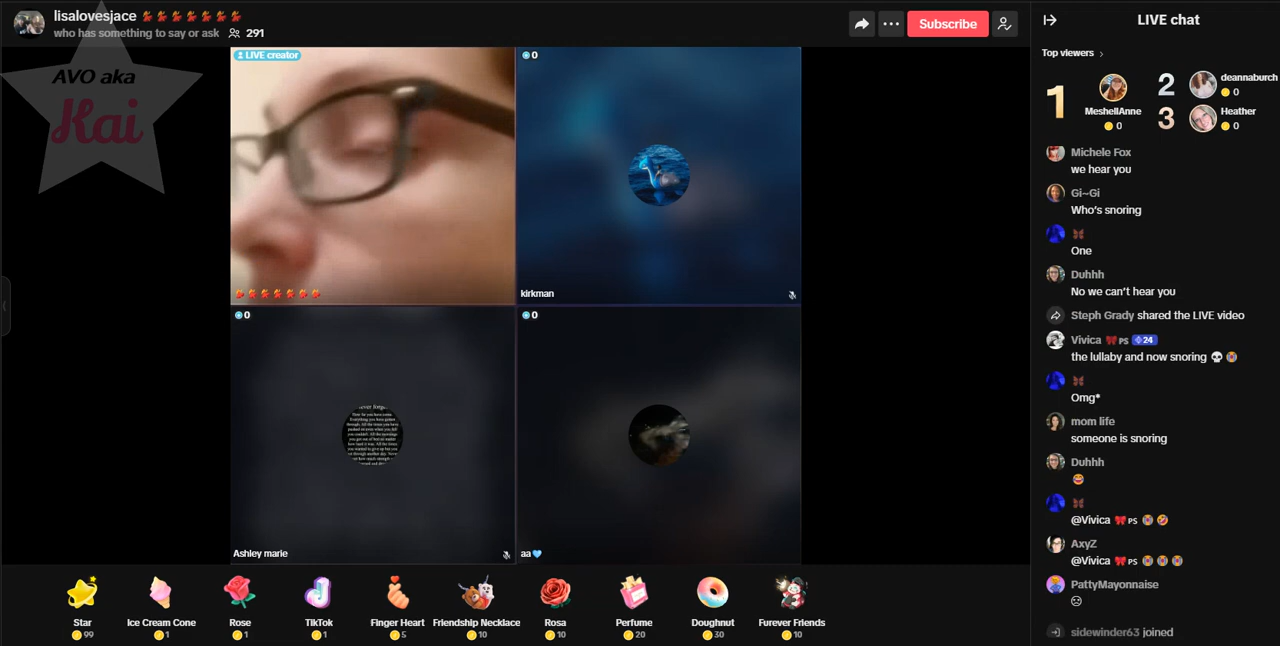 lisalovesjace
who has something to say or ask 291
Subscribe
LIVE chat
AVO aka
Kai
Top viewers
1
MeshellAnne
0
2
deannaburch
0
3
Heather
0
LIVE creator
0
kirkman
0
Ashley marie
0
aa
Michele Fox
we hear you
Gi~Gi
Who's snoring
One
Duhhh
No we can't hear you
Steph Grady shared the LIVE video
Vivica PS 24
the lullaby and now snoring
Omg*
mom life
someone is snoring
Duhhh
@Vivica PS
AxyZ
@Vivica PS
PattyMayonnaise
sidewinder63 joined
Star
99
Ice Cream Cone
1
Rose
1
TikTok
1
Finger Heart
5
Friendship Necklace
10
Rosa
10
Perfume
20
Doughnut
30
Furever Friends
10